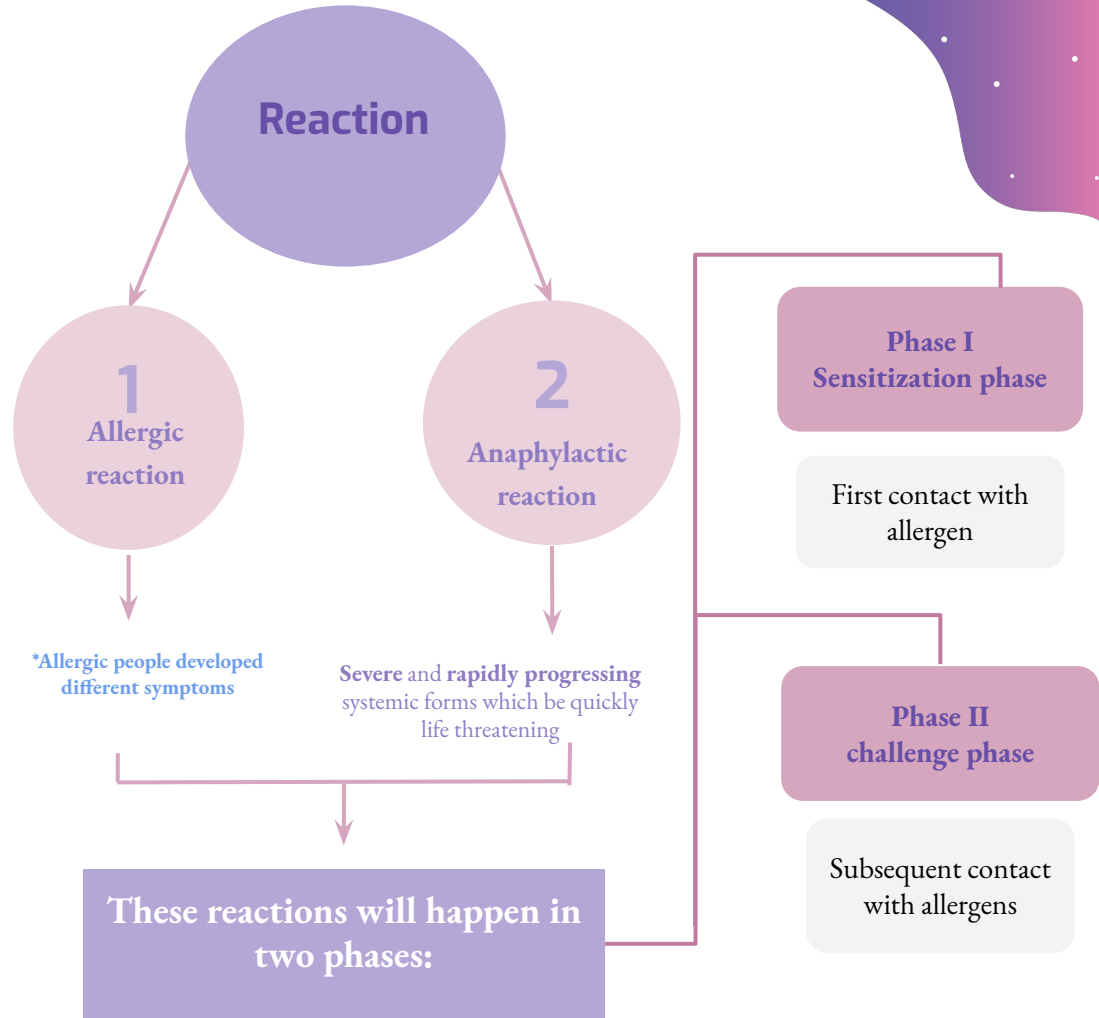 Reaction
1
Allergic
reaction
2
Anaphylactic
reaction
*Allergic people developed
different symptoms
Severe and rapidly progressing
systemic forms which be quickly
life threatening
These reactions will happen in
two phases:
Phase I
Sensitization phase
First contact with
allergen
Phase II
challenge phase
Subsequent contact
with allergens